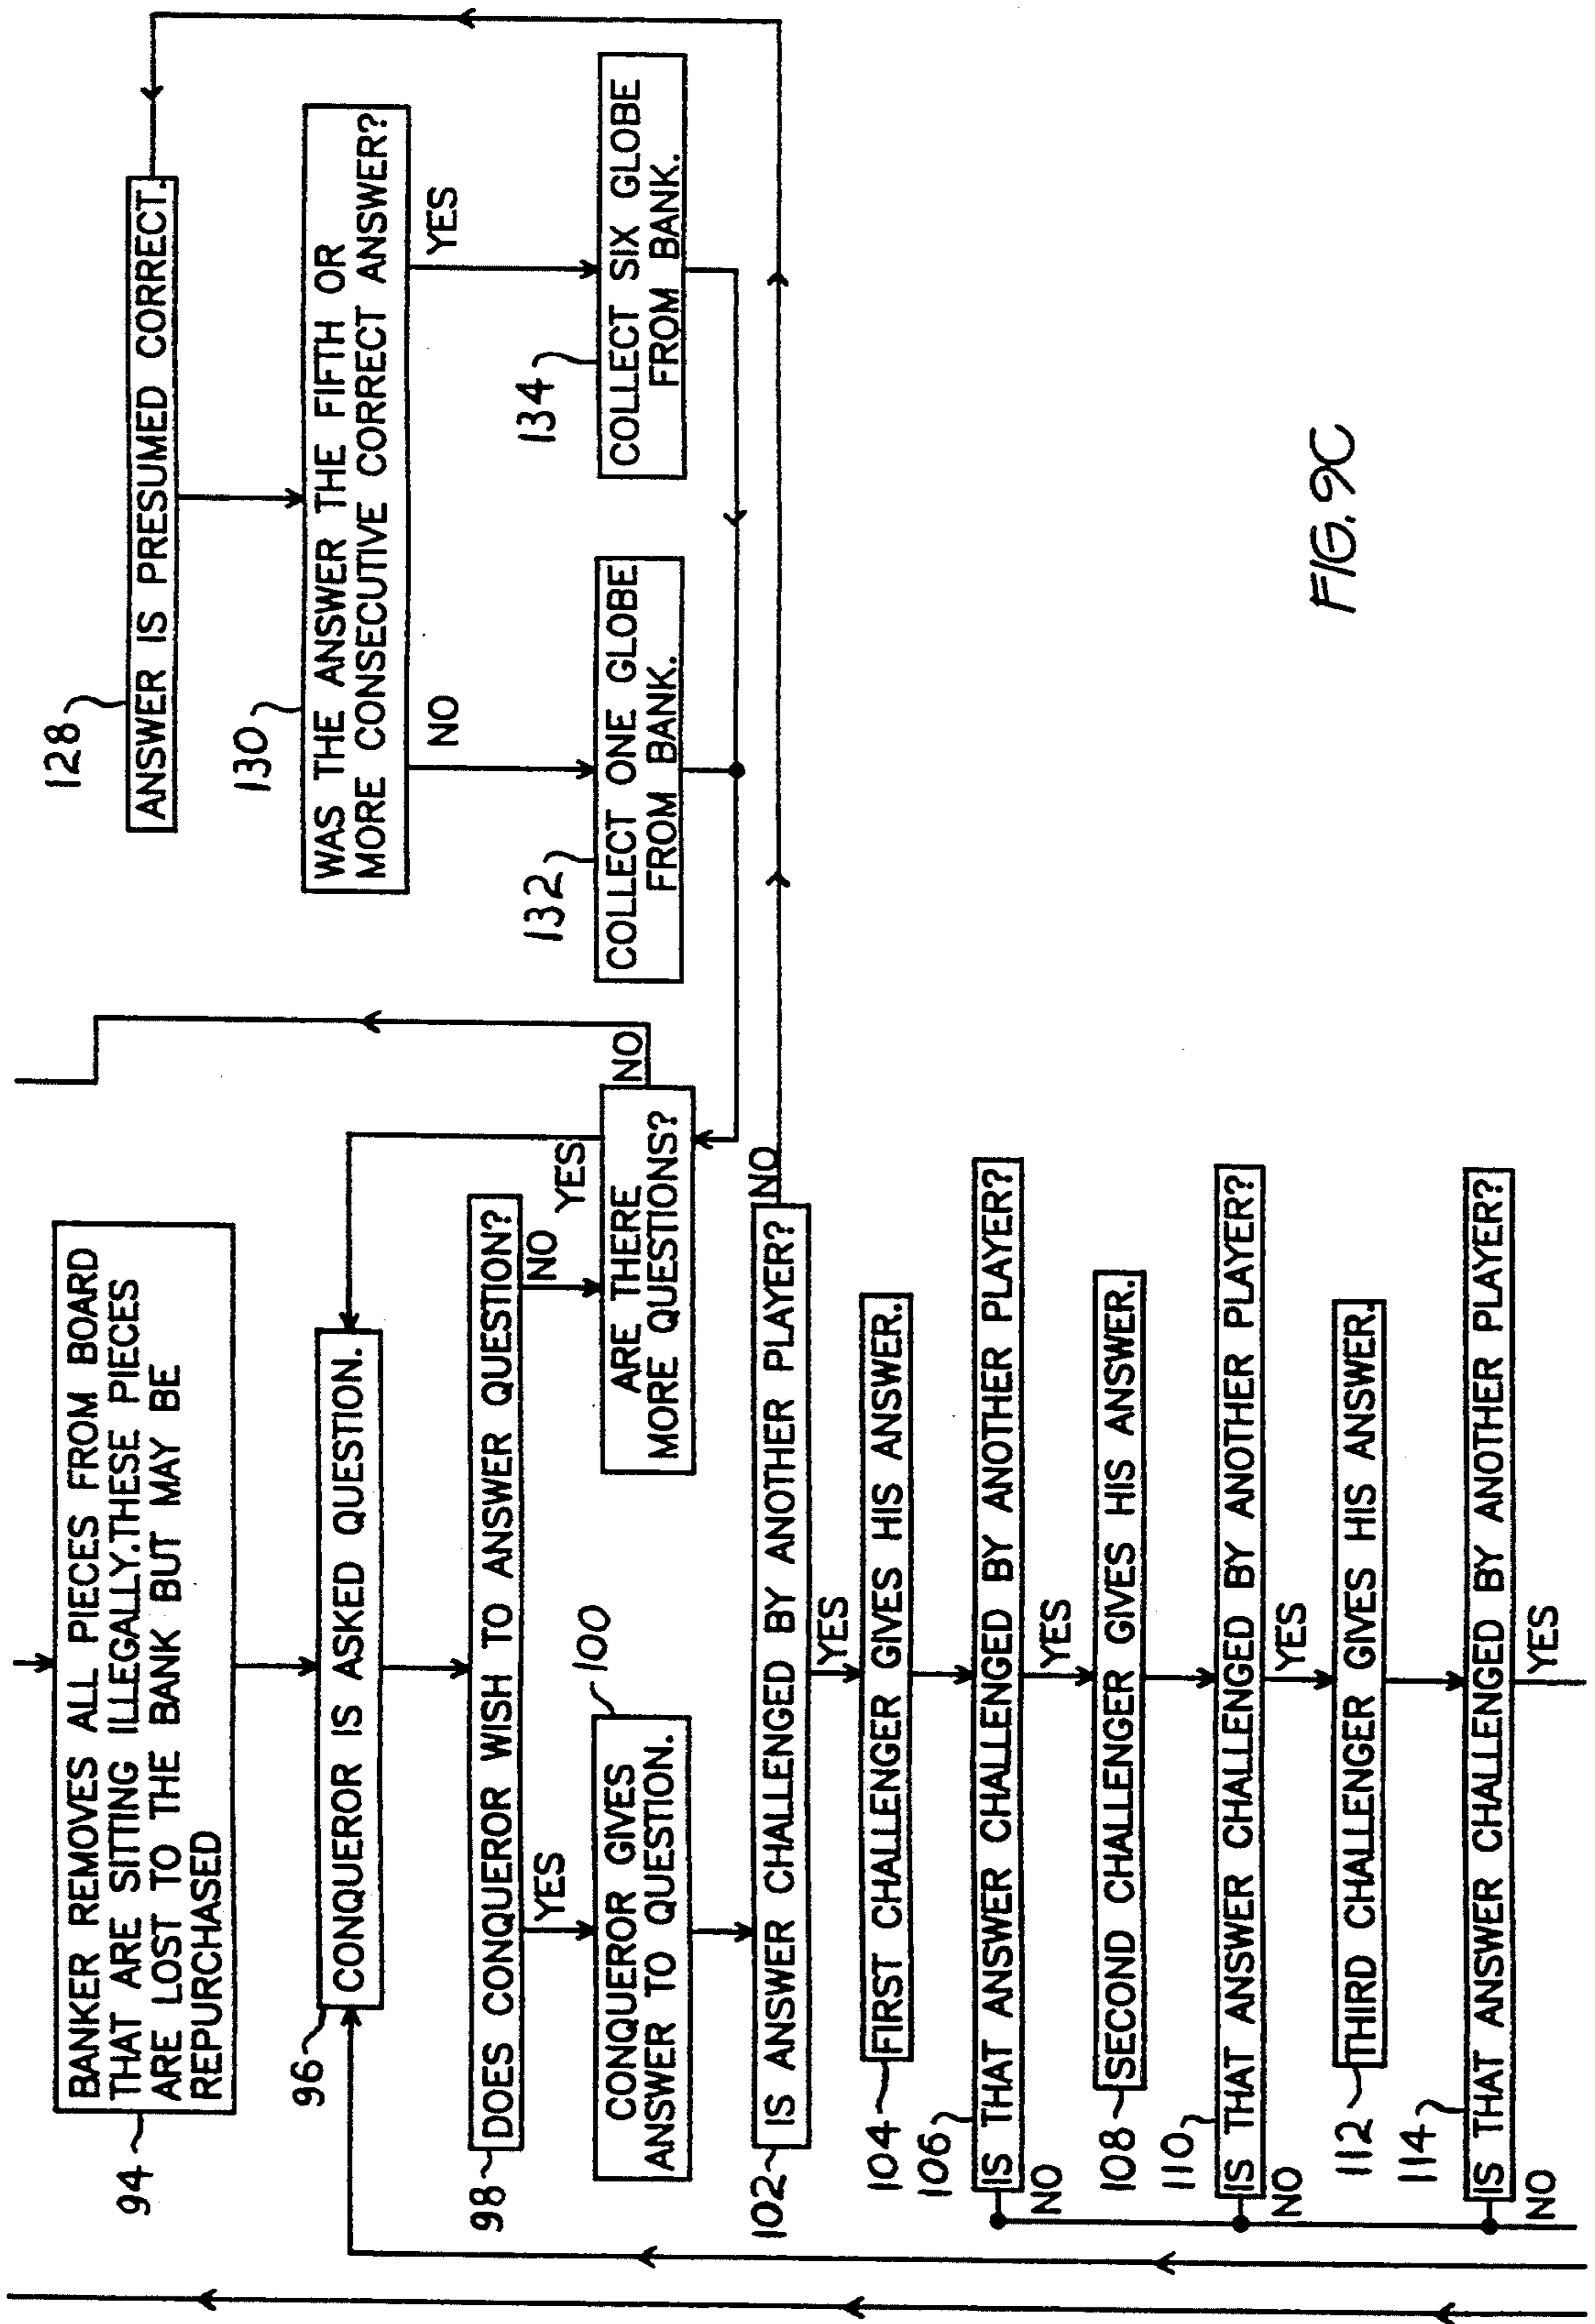 94
BANKER REMOVES ALL PIECES FROM BOARD
THAT ARE SITTING ILLEGALLY.THESE PIECES
ARE LOST TO THE BANK BUT MAY BE
REPURCHASED
96
CONQUEROR IS ASKED QUESTION.
98
DOES CONQUEROR WISH TO ANSWER QUESTION?
YES
NO
100
CONQUEROR GIVES
ANSWER TO QUESTION.
ARE THERE
MORE QUESTIONS?
YES
NO
102
IS ANSWER CHALLENGED BY ANOTHER PLAYER?
NO
YES
104
FIRST CHALLENGER GIVES HIS ANSWER.
106
IS THAT ANSWER CHALLENGED BY ANOTHER PLAYER?
NO
YES
108
SECOND CHALLENGER GIVES HIS ANSWER.
110
IS THAT ANSWER CHALLENGED BY ANOTHER PLAYER?
NO
YES
112
THIRD CHALLENGER GIVES HIS ANSWER.
114
IS THAT ANSWER CHALLENGED BY ANOTHER PLAYER?
NO
YES
128
ANSWER IS PRESUMED CORRECT.
130
WAS THE ANSWER THE FIFTH OR
MORE CONSECUTIVE CORRECT ANSWER?
NO
YES
132
COLLECT ONE GLOBE
FROM BANK.
134
COLLECT SIX GLOBE
FROM BANK.
FIG. 9C